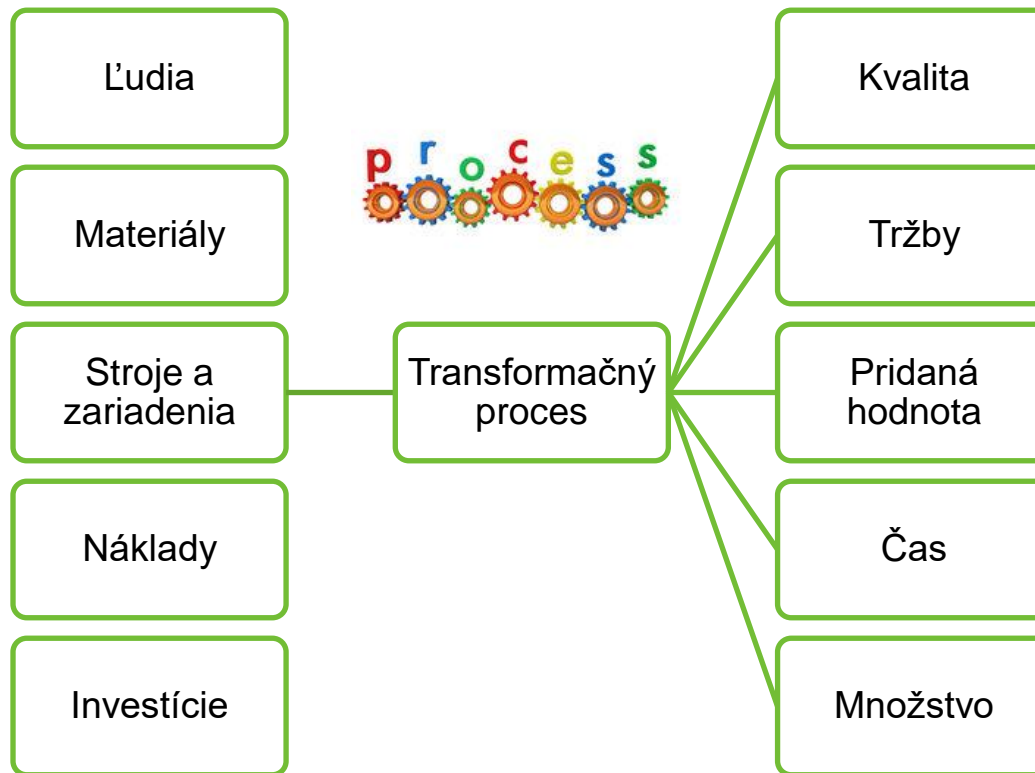 Ľudia
Materiály
Stroje a
zariadenia
Náklady
Investície
process
Transformačný
proces
Kvalita
Tržby
Pridaná
hodnota
Čas
Množstvo